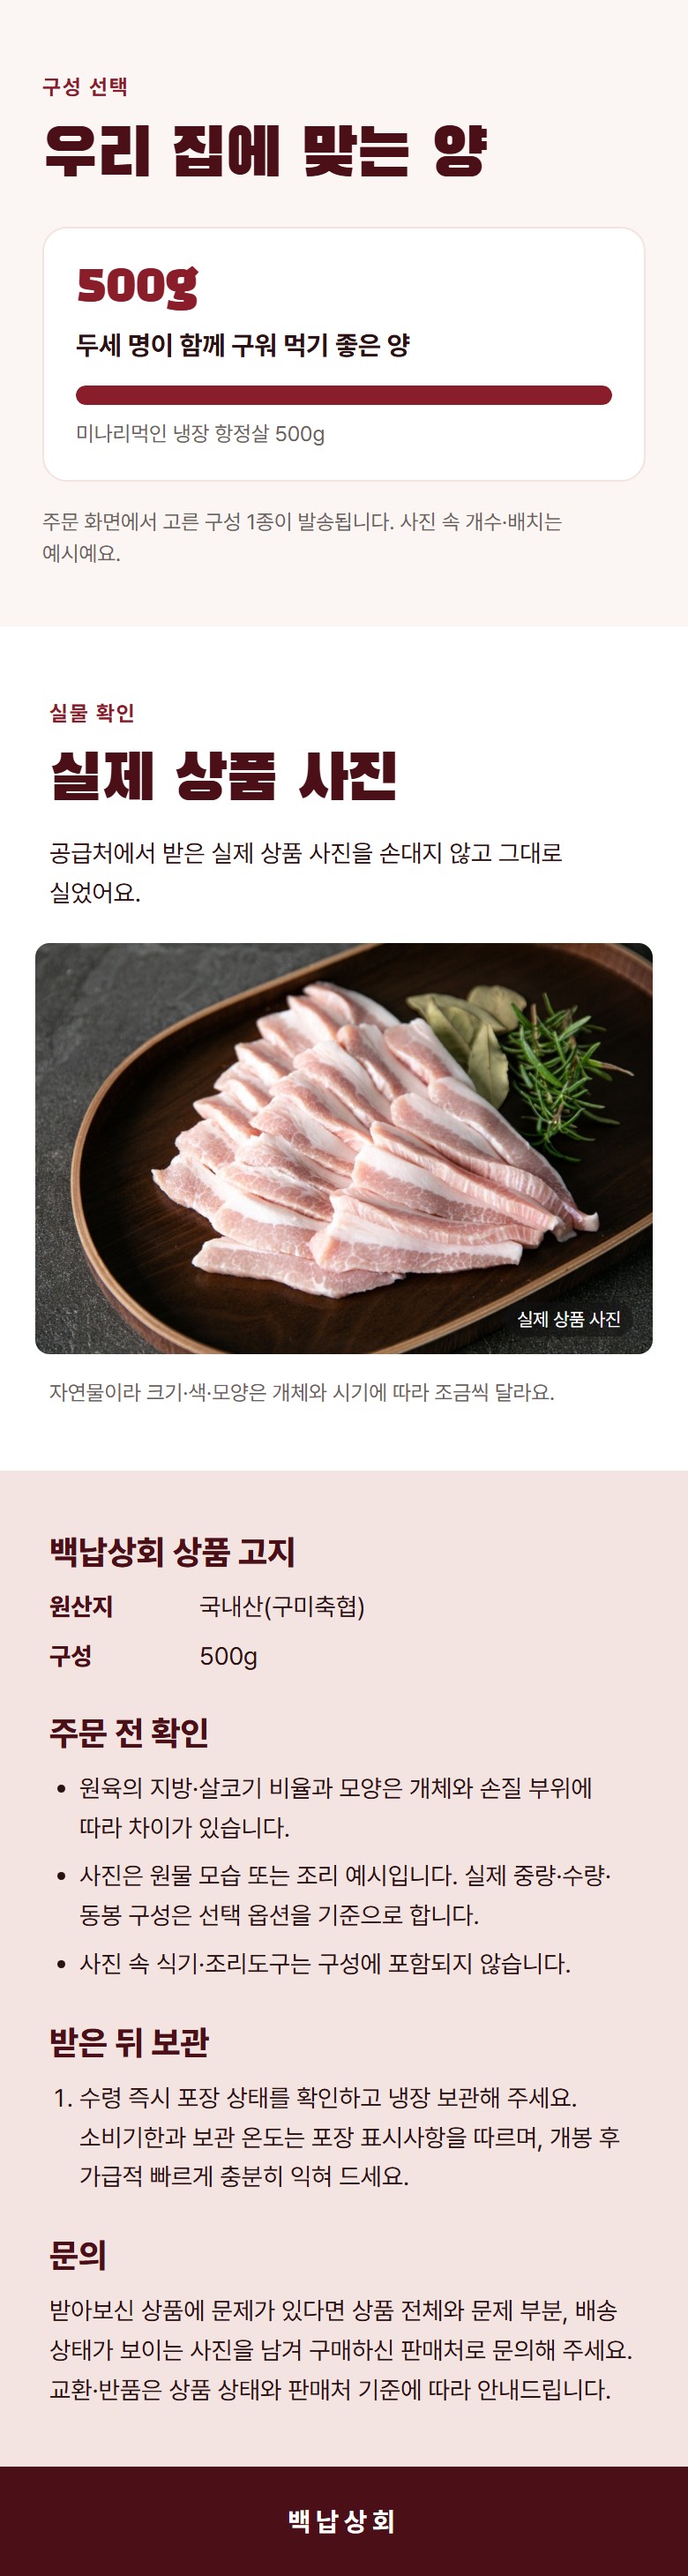 구성 선택
우리 집에 맞는 양
500g
두세 명이 함께 구워 먹기 좋은 양
미나리먹인 냉장 항정살 500g
주문 화면에서 고른 구성 1종이 발송됩니다. 사진 속 개수·배치는
예시예요.
실물 확인
실제 상품 사진
공급처에서 받은 실제 상품 사진을 손대지 않고 그대로
실었어요.
실제 상품 사진
자연물이라 크기·색·모양은 개체와 시기에 따라 조금씩 달라요.
백납상회 상품 고지
원산지 국내산(구미축협)
구성 500g
주문 전 확인
• 원육의 지방·살코기 비율과 모양은 개체와 손질 부위에
따라 차이가 있습니다.
• 사진은 원물 모습 또는 조리 예시입니다. 실제 중량·수량·
동봉 구성은 선택 옵션을 기준으로 합니다.
• 사진 속 식기·조리도구는 구성에 포함되지 않습니다.
받은 뒤 보관
1. 수령 즉시 포장 상태를 확인하고 냉장 보관해 주세요.
소비기한과 보관 온도는 포장 표시사항을 따르며, 개봉 후
가급적 빠르게 충분히 익혀 드세요.
문의
받아보신 상품에 문제가 있다면 상품 전체와 문제 부분, 배송
상태가 보이는 사진을 남겨 구매하신 판매처로 문의해 주세요.
교환·반품은 상품 상태와 판매처 기준에 따라 안내드립니다.
백납상회